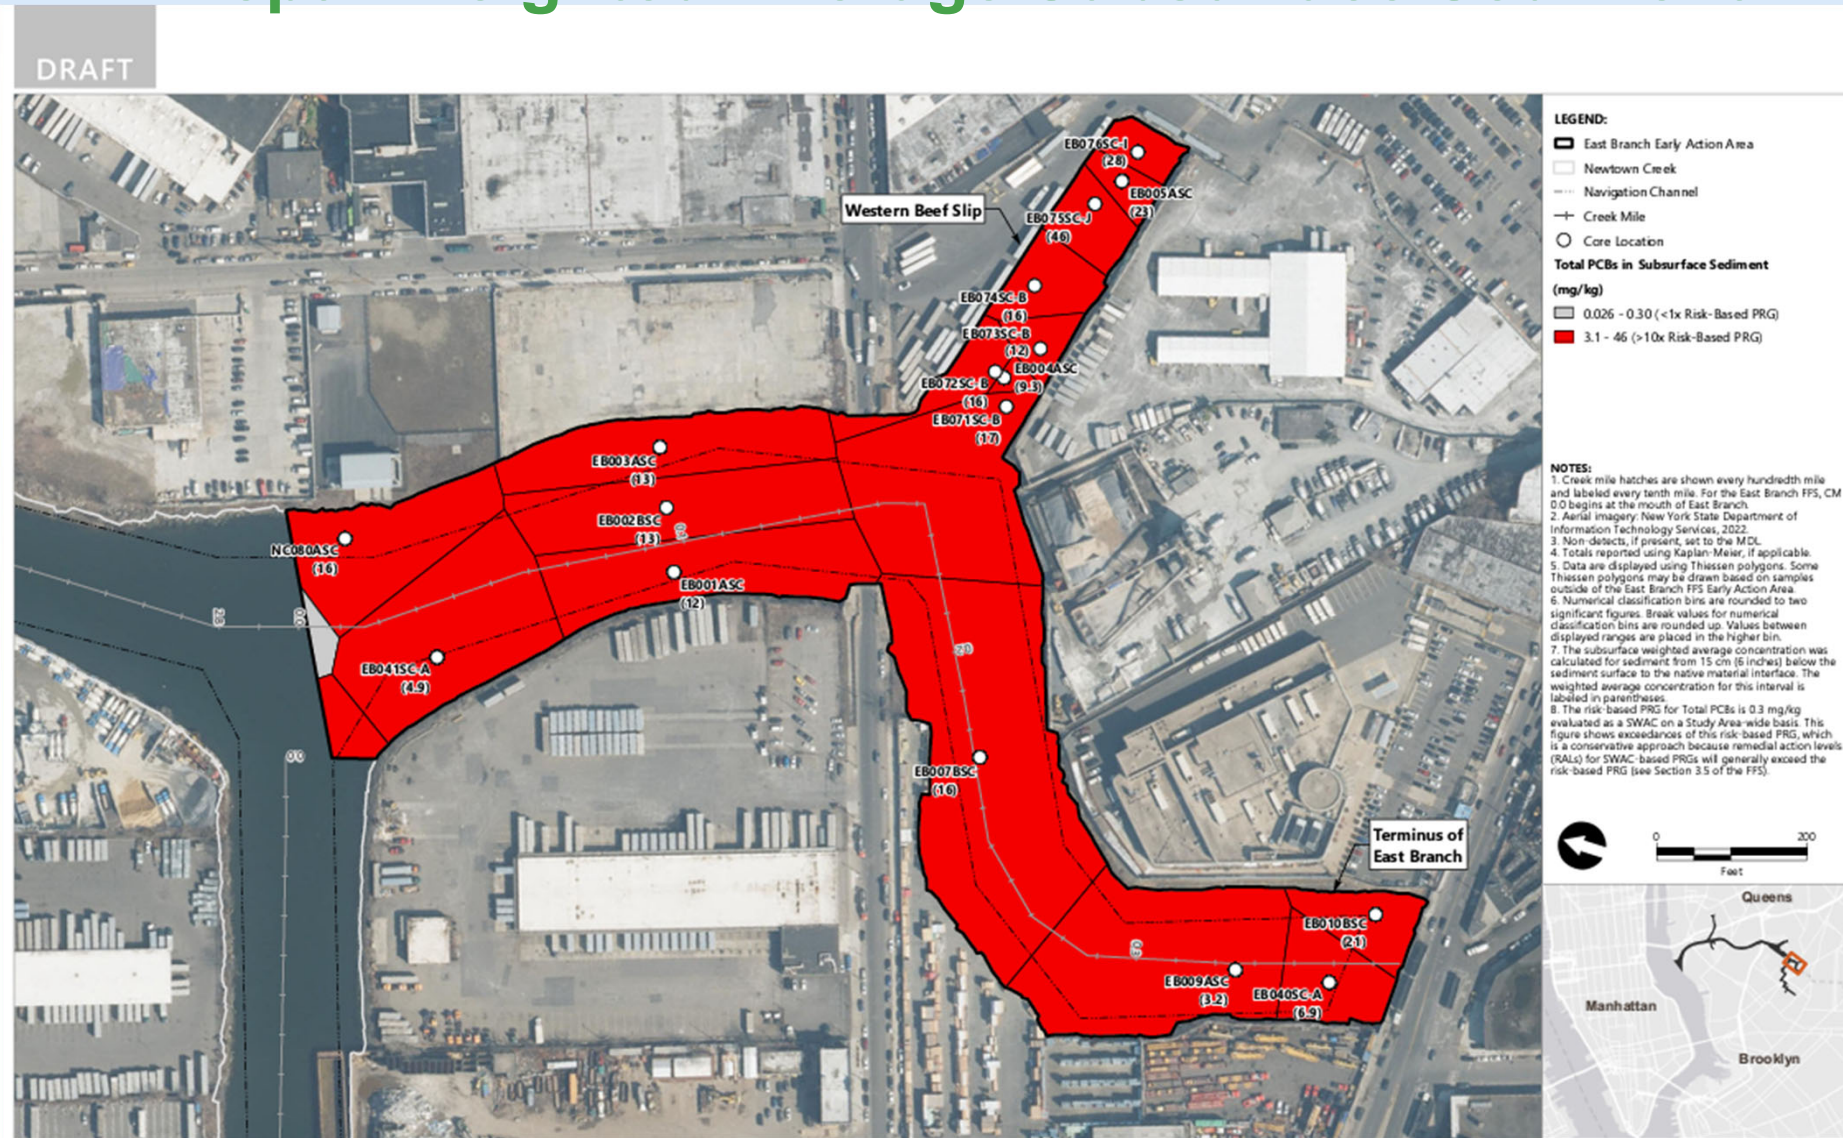 DRAFT
Western Beef Slip
EB076SC-I
(28)
EB005ASC
(23)
EB075SC-J
(46)
EB074SC-B
(16)
EB073SC-B
(12)
EB004ASC
(9.3)
EB072SC-B
(16)
EB071SC-B
(17)
EB003ASC
(13)
EB002BSC
(13)
EB001ASC
(12)
NC080ASC
(16)
EB041SC-A
(4.9)
EB007BSC
(16)
Terminus of
East Branch
EB010BSC
(21)
EB009ASC
(3.2)
EB040SC-A
(6.9)
2.8
0.0
0.1
0.2
0.3
0.0
LEGEND:
East Branch Early Action Area
Newtown Creek
Navigation Channel
Creek Mile
Core Location
Total PCBs in Subsurface Sediment
(mg/kg)
0.026 - 0.30 (<1x Risk-Based PRG)
3.1 - 46 (>10x Risk-Based PRG)
NOTES:
1. Creek mile hatches are shown every hundredth mile
and labeled every tenth mile. For the East Branch FFS, CM
0.0 begins at the mouth of East Branch.
2. Aerial imagery: New York State Department of
Information Technology Services, 2022.
3. Non-detects, if present, set to the MDL.
4. Totals reported using Kaplan-Meier, if applicable.
5. Data are displayed using Thiessen polygons. Some
Thiessen polygons may be drawn based on samples
outside of the East Branch FFS Early Action Area.
6. Numerical classification bins are rounded to two
significant figures. Break values for numerical
classification bins are rounded up. Values between
displayed ranges are placed in the higher bin.
7. The subsurface weighted average concentration was
calculated for sediment from 15 cm (6 inches) below the
sediment surface to the native material interface. The
weighted average concentration for this interval is
labeled in parentheses.
8. The risk-based PRG for Total PCBs is 0.3 mg/kg
evaluated as a SWAC on a Study Area-wide basis. This
figure shows exceedances of this risk-based PRG, which
is a conservative approach because remedial action levels
(RALs) for SWAC-based PRGs will generally exceed the
risk-based PRG (see Section 3.5 of the FFS).
0 200
Feet
Queens
Manhattan
Brooklyn